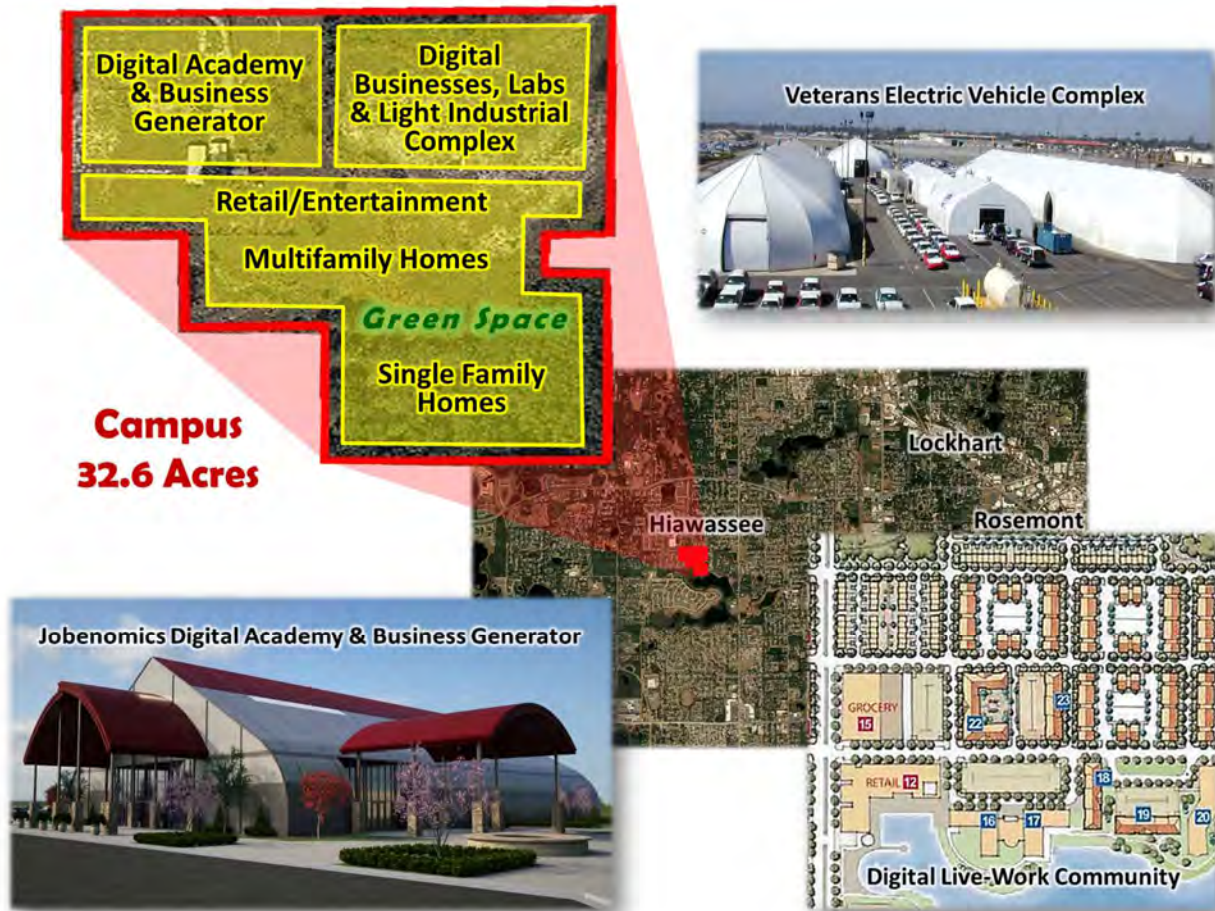 Digital Academy
& Business
Generator
Digital
Businesses, Labs
& Light Industrial
Complex
Retail/Entertainment
Multifamily Homes
Green Space
Single Family
Homes
Campus
32.6 Acres
Veterans Electric Vehicle Complex
Lockhart
Hiawassee
Rosemont
Jobenomics Digital Academy & Business Generator
GROCERY
15
22
23
RETAIL 12
18
16
17
19
20
Digital Live-Work Community